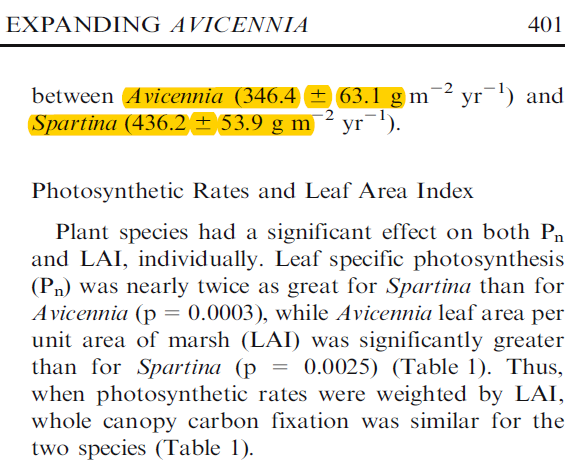 EXPANDING AVICENNIA 401
between Avicennia (346.4 ± 63.1 g m⁻² yr⁻¹) and
Spartina (436.2 ± 53.9 g m⁻² yr⁻¹).
Photosynthetic Rates and Leaf Area Index
Plant species had a significant effect on both Pₙ
and LAI, individually. Leaf specific photosynthesis
(Pₙ) was nearly twice as great for Spartina than for
Avicennia (p = 0.0003), while Avicennia leaf area per
unit area of marsh (LAI) was significantly greater
than for Spartina (p = 0.0025) (Table 1). Thus,
when photosynthetic rates were weighted by LAI,
whole canopy carbon fixation was similar for the
two species (Table 1).